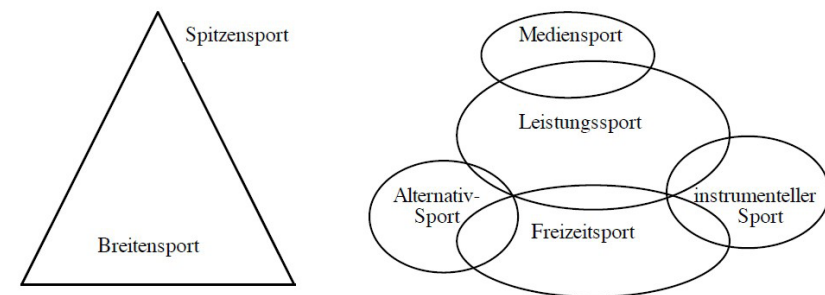 Spitzensport
Breitensport
Mediensport
Leistungssport
Alternativ-
Sport
instrumenteller
Sport
Freizeitsport